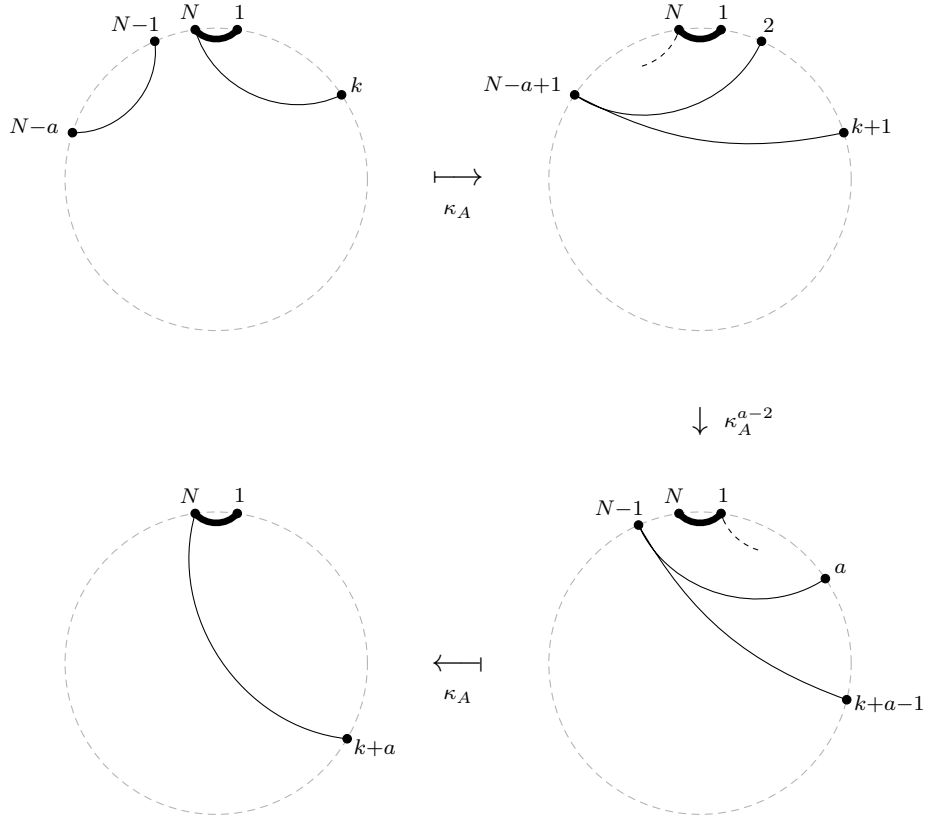 N−1 N 1
k
N−a
N 1 2
N−a+1
k+1
κ_A
κ_A^{a−2}
N 1
k+a
N−1 N 1
a
k+a−1
κ_A